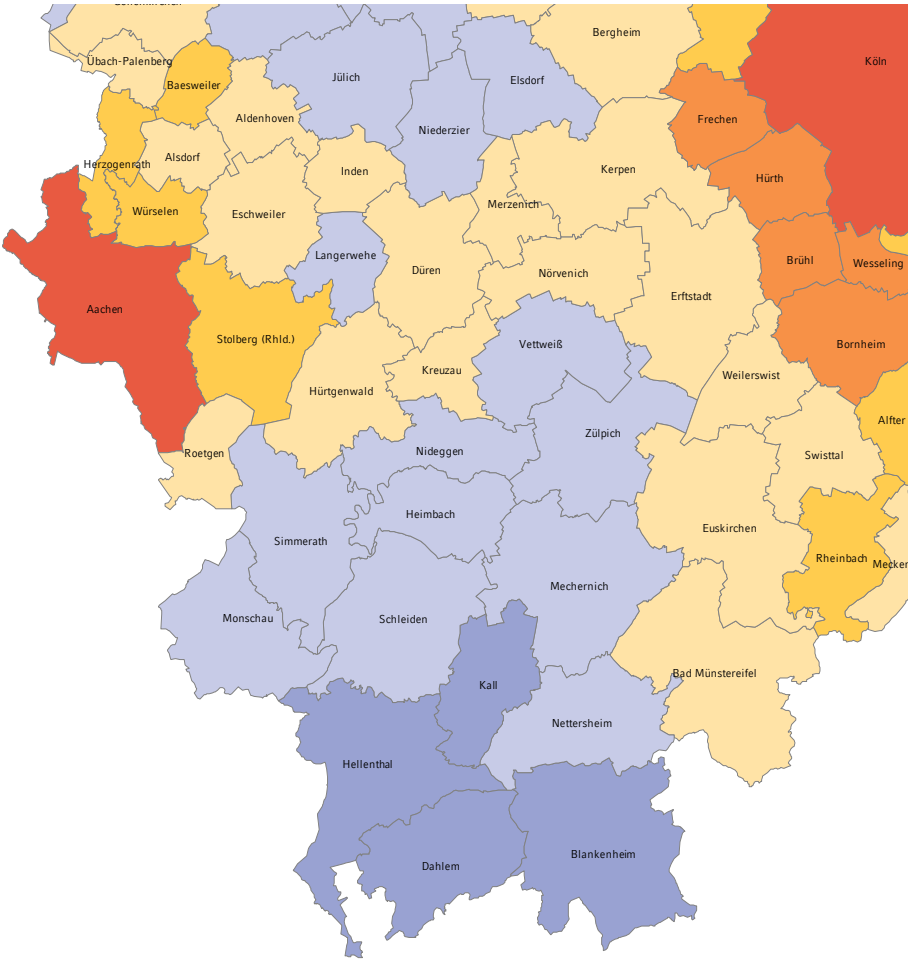 Bergheim
Köln
Übach-Palenberg
Jülich
Elsdorf
Baesweiler
Aldenhoven
Frechen
Niederzier
Herzogenrath
Alsdorf
Inden
Kerpen
Hürth
Merzenich
Würselen
Eschweiler
Langerwehe
Düren
Nörvenich
Brühl
Wesseling
Erftstadt
Aachen
Stolberg (Rhld.)
Vettweiß
Bornheim
Kreuzau
Weilerswist
Hürtgenwald
Alfter
Zülpich
Roetgen
Nideggen
Swisttal
Heimbach
Euskirchen
Simmerath
Rheinbach
Mecker
Mechernich
Monschau
Schleiden
Bad Münstereifel
Kall
Nettersheim
Hellenthal
Blankenheim
Dahlem